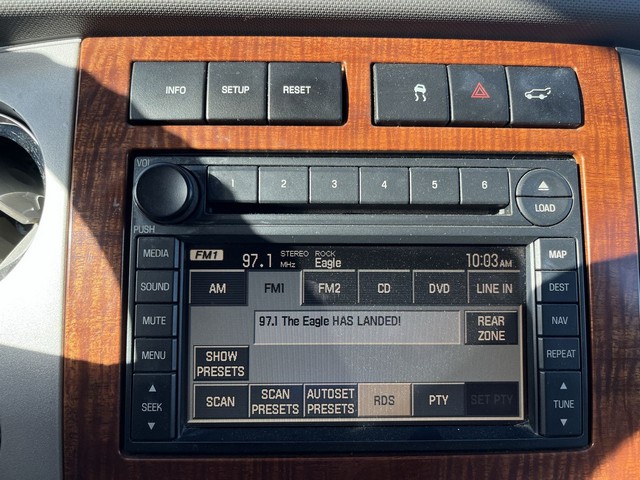 INFO SETUP RESET
VOL
1 2 3 4 5 6
LOAD
PUSH
MEDIA
SOUND
MUTE
MENU
SEEK
FM1 97.1 MHz STEREO ROCK Eagle 10:03 AM
AM FM1 FM2 CD DVD LINE IN
97.1 The Eagle HAS LANDED!
REAR ZONE
SHOW PRESETS
SCAN SCAN PRESETS AUTOSET PRESETS RDS PTY SET PTY
MAP
DEST
NAV
REPEAT
TUNE